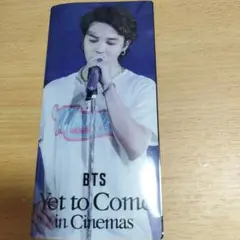 BTS
Yet to Come
in Cinemas